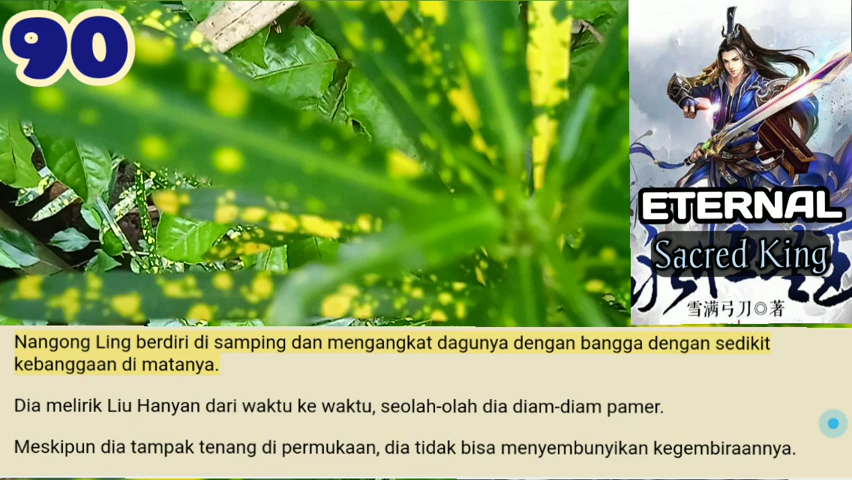 90
ETERNAL
Sacred King
雪满弓刀◎著
Nangong Ling berdiri di samping dan mengangkat dagunya dengan bangga dengan sedikit
kebanggaan di matanya.
Dia melirik Liu Hanyan dari waktu ke waktu, seolah-olah dia diam-diam pamer.
Meskipun dia tampak tenang di permukaan, dia tidak bisa menyembunyikan kegembiraannya.